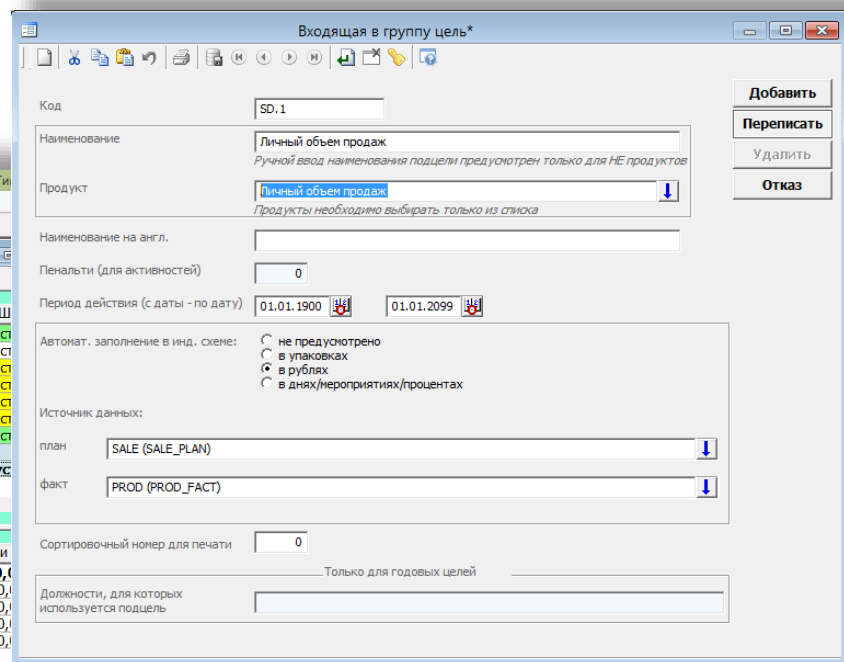 Входящая в группу цель*
Добавить
Переписать
Удалить
Отказ
Код
SD.1
Наименование
Личный объем продаж
Ручной ввод наименования подцели предусмотрен только для НЕ продуктов
Продукт
Личный объем продаж
Продукты необходимо выбирать только из списка
Наименование на англ.
Пенальти (для активностей)
0
Период действия (с даты - по дату)
01.01.1900
01.01.2099
Автомат. заполнение в инд. схеме:
не предусмотрено
в упаковках
в рублях
в днях/мероприятиях/процентах
Источник данных:
план
SALE (SALE_PLAN)
факт
PROD (PROD_FACT)
Сортировочный номер для печати
0
Только для годовых целей
Должности, для которых
используется подцель